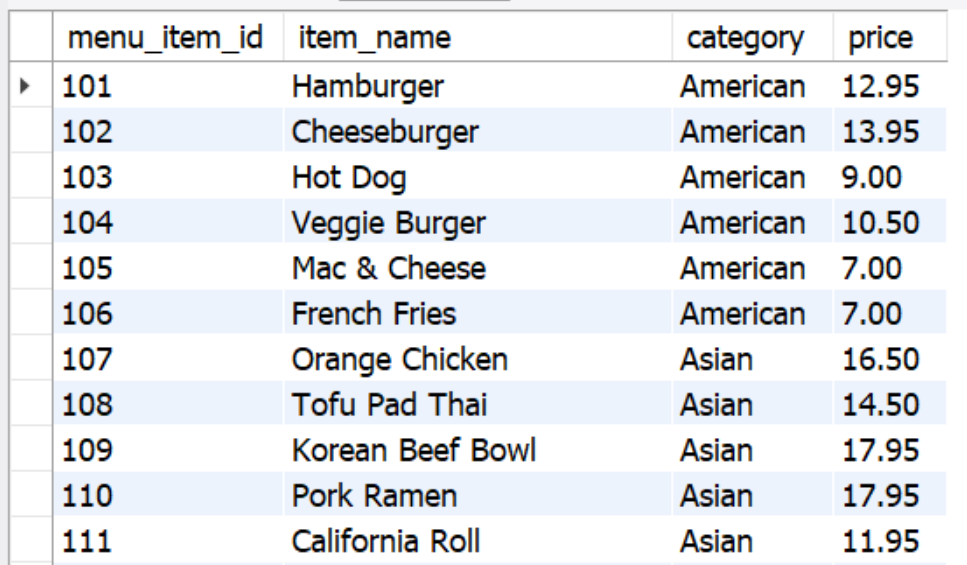 menu_item_id item_name category price
101 Hamburger American 12.95
102 Cheeseburger American 13.95
103 Hot Dog American 9.00
104 Veggie Burger American 10.50
105 Mac & Cheese American 7.00
106 French Fries American 7.00
107 Orange Chicken Asian 16.50
108 Tofu Pad Thai Asian 14.50
109 Korean Beef Bowl Asian 17.95
110 Pork Ramen Asian 17.95
111 California Roll Asian 11.95